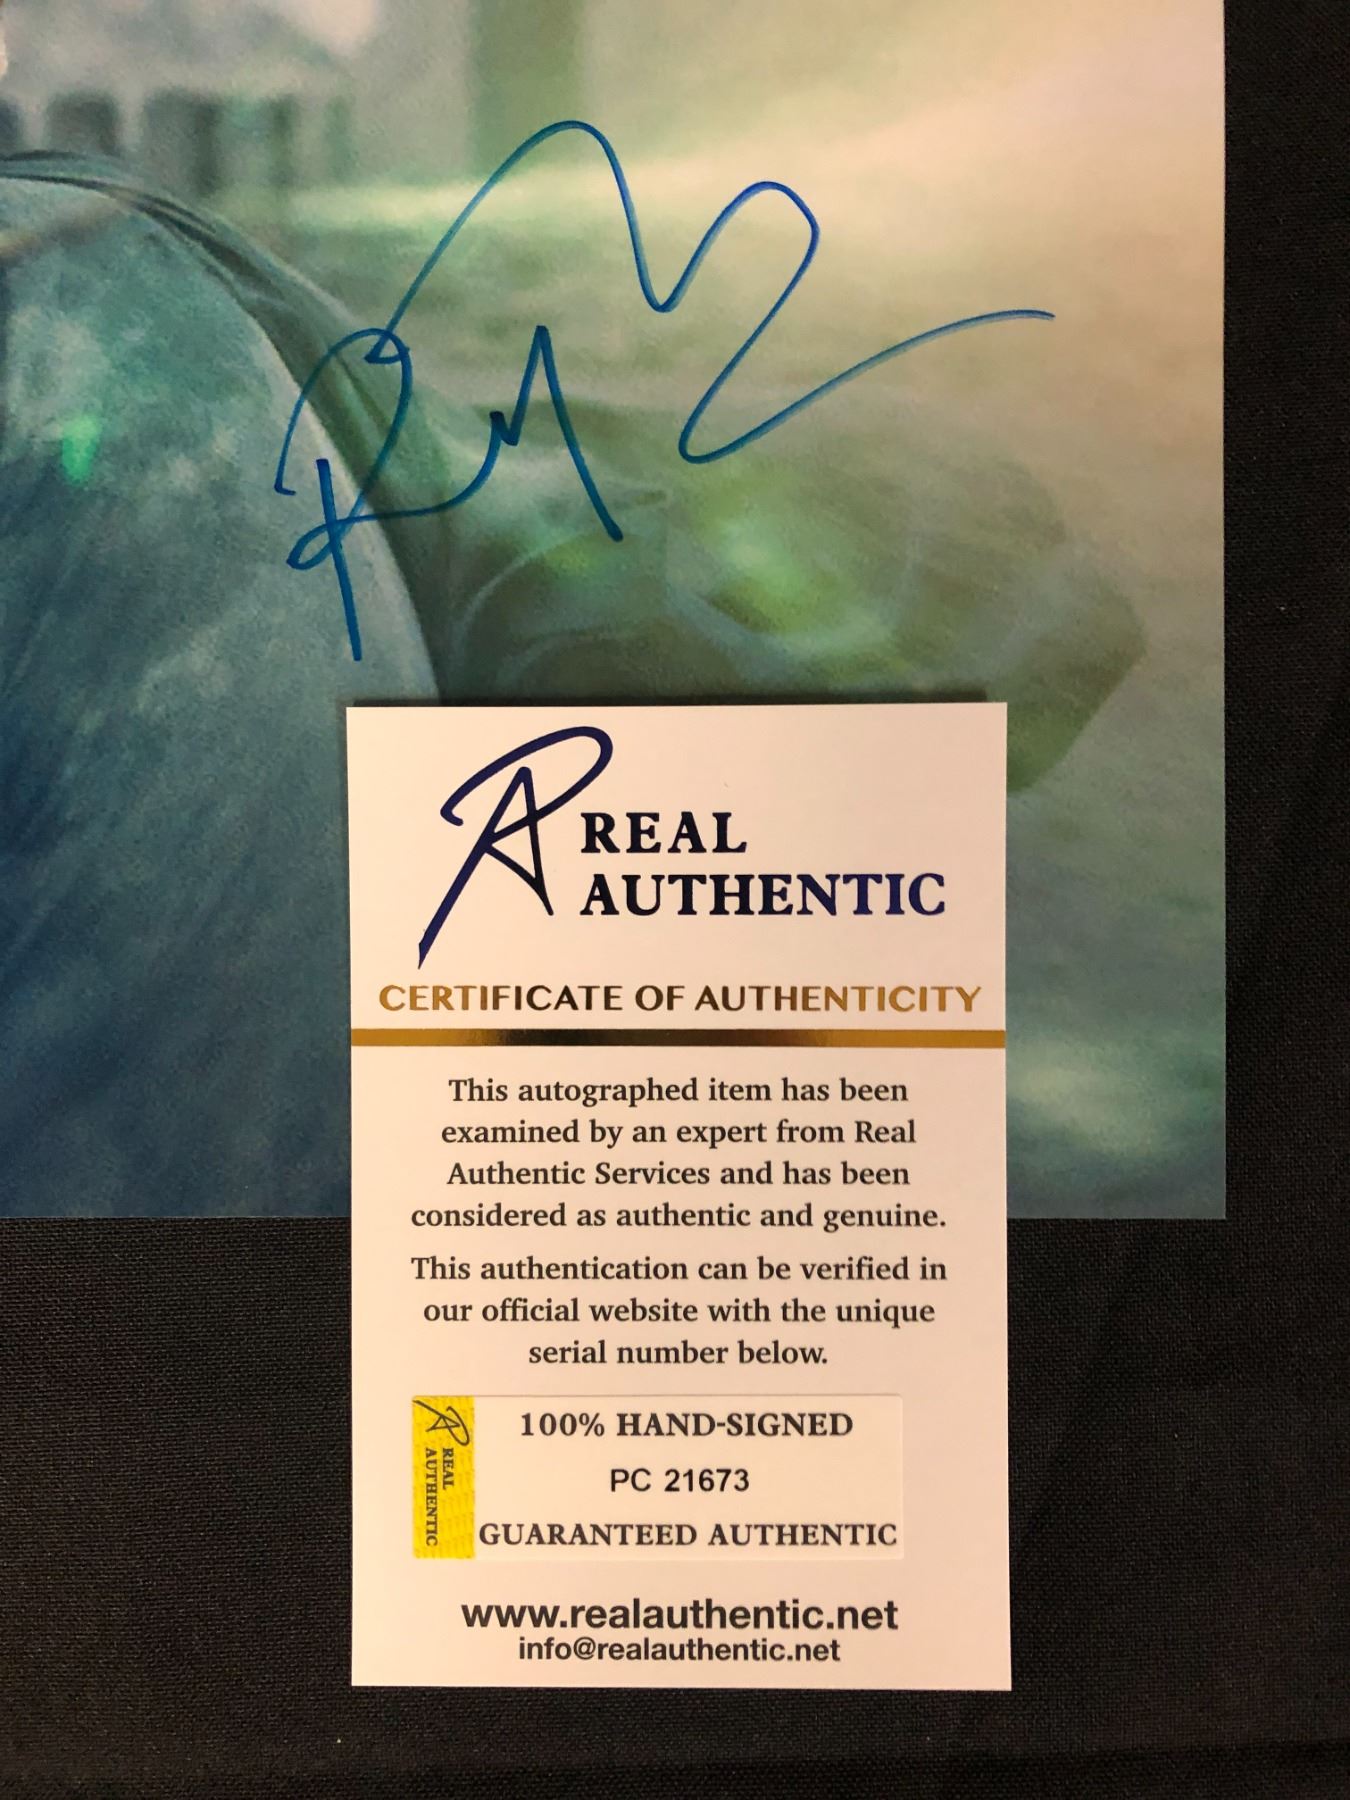 REAL
AUTHENTIC
CERTIFICATE OF AUTHENTICITY
This autographed item has been
examined by an expert from Real
Authentic Services and has been
considered as authentic and genuine.
This authentication can be verified in
our official website with the unique
serial number below.
REAL
AUTHENTIC
100% HAND-SIGNED
PC 21673
GUARANTEED AUTHENTIC
www.realauthentic.net
info@realauthentic.net